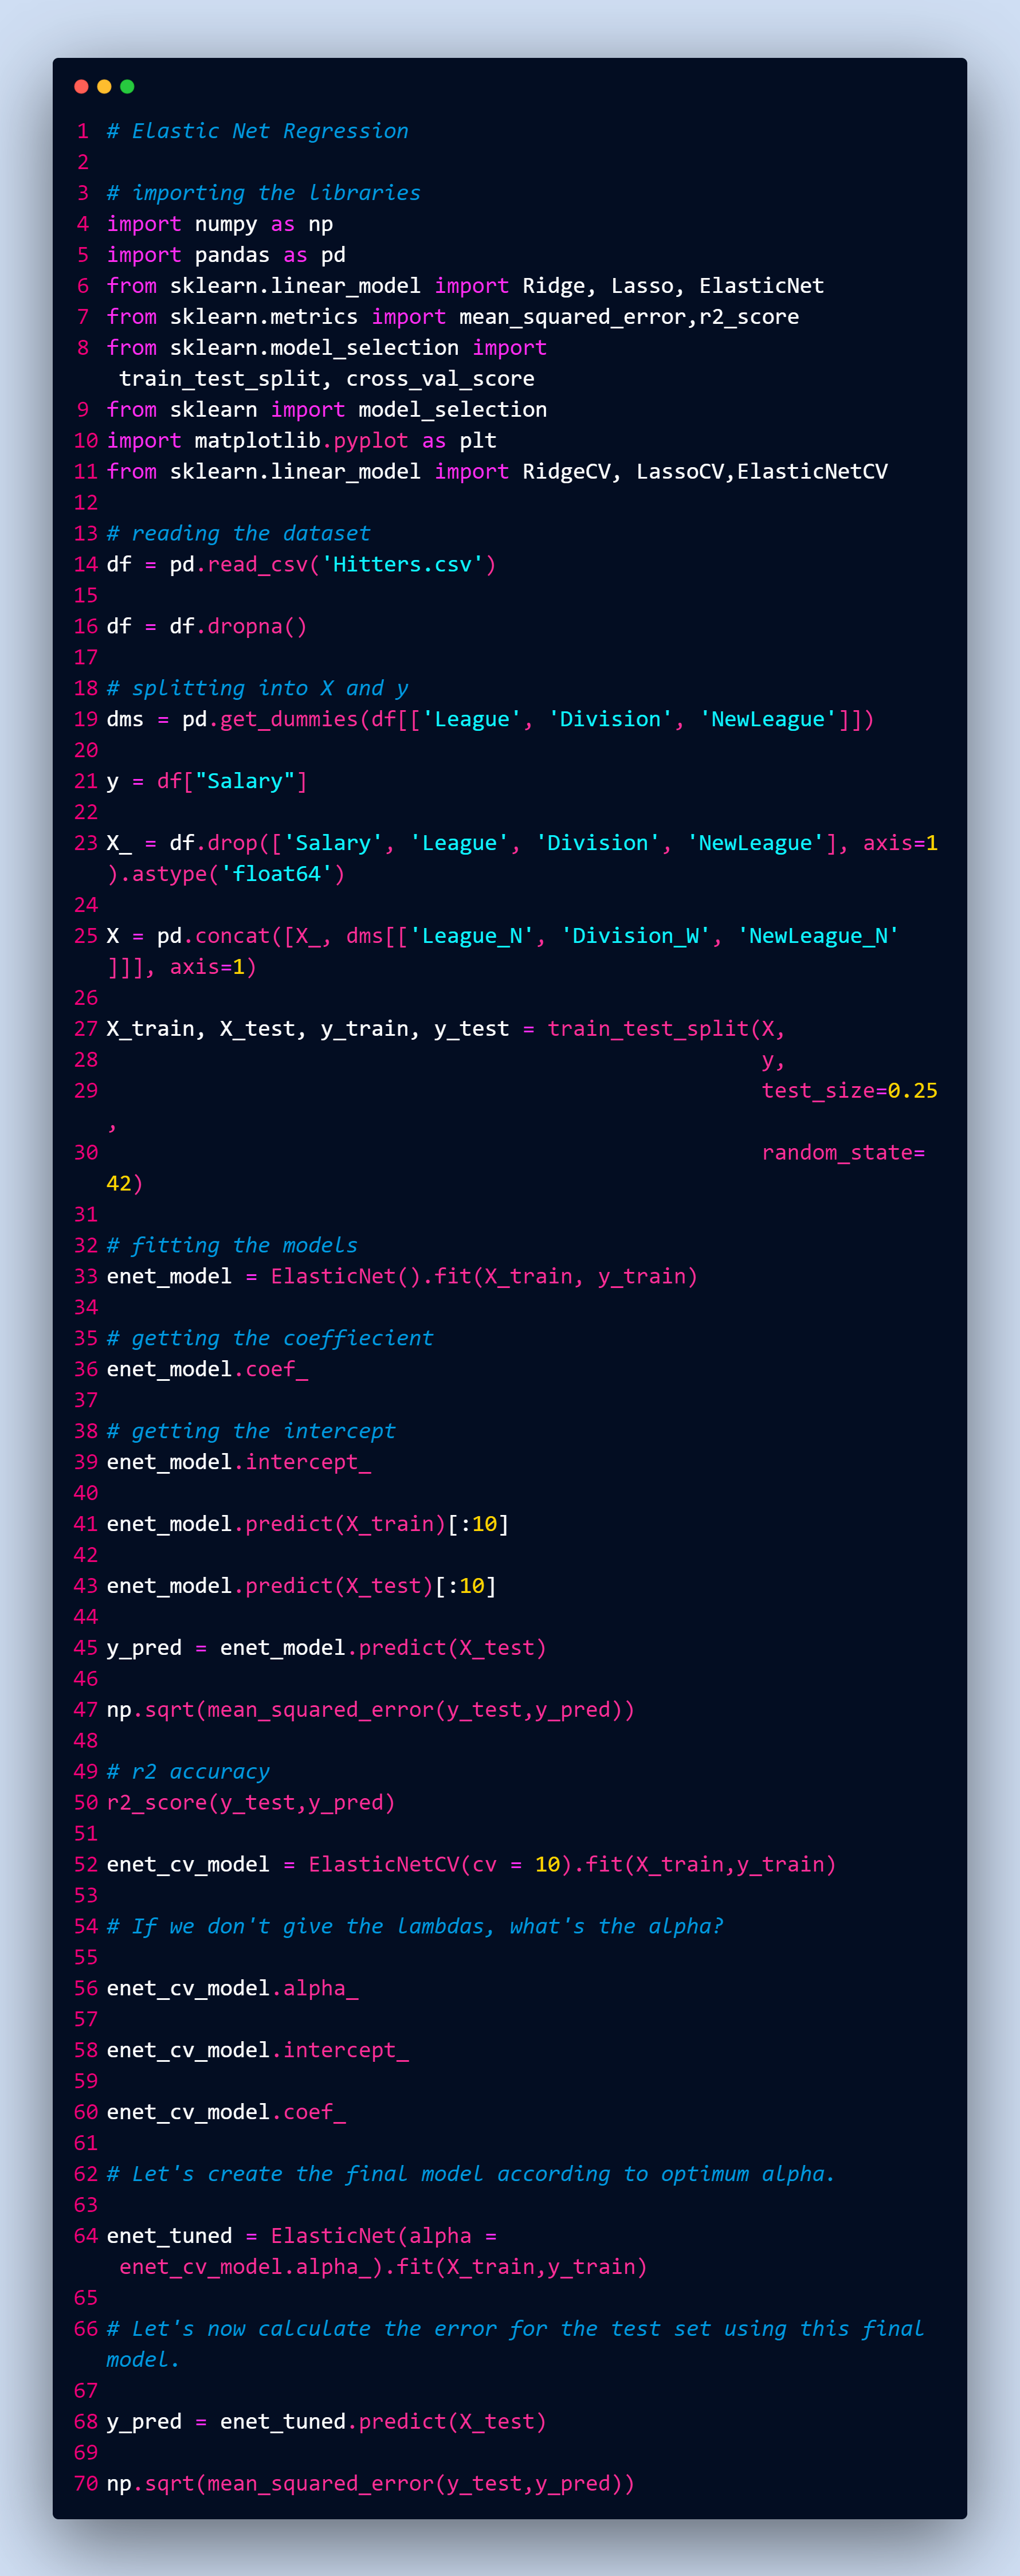 1 # Elastic Net Regression
2
3 # importing the libraries
4 import numpy as np
5 import pandas as pd
6 from sklearn.linear_model import Ridge, Lasso, ElasticNet
7 from sklearn.metrics import mean_squared_error,r2_score
8 from sklearn.model_selection import
train_test_split, cross_val_score
9 from sklearn import model_selection
10 import matplotlib.pyplot as plt
11 from sklearn.linear_model import RidgeCV, LassoCV,ElasticNetCV
12
13 # reading the dataset
14 df = pd.read_csv('Hitters.csv')
15
16 df = df.dropna()
17
18 # splitting into X and y
19 dms = pd.get_dummies(df[['League', 'Division', 'NewLeague']])
20
21 y = df["Salary"]
22
23 X_ = df.drop(['Salary', 'League', 'Division', 'NewLeague'], axis=1
).astype('float64')
24
25 X = pd.concat([X_, dms[['League_N', 'Division_W', 'NewLeague_N'
]]], axis=1)
26
27 X_train, X_test, y_train, y_test = train_test_split(X,
28 y,
29 test_size=0.25
,
30 random_state=
42)
31
32 # fitting the models
33 enet_model = ElasticNet().fit(X_train, y_train)
34
35 # getting the coeffiecient
36 enet_model.coef_
37
38 # getting the intercept
39 enet_model.intercept_
40
41 enet_model.predict(X_train)[:10]
42
43 enet_model.predict(X_test)[:10]
44
45 y_pred = enet_model.predict(X_test)
46
47 np.sqrt(mean_squared_error(y_test,y_pred))
48
49 # r2 accuracy
50 r2_score(y_test,y_pred)
51
52 enet_cv_model = ElasticNetCV(cv = 10).fit(X_train,y_train)
53
54 # If we don't give the lambdas, what's the alpha?
55
56 enet_cv_model.alpha_
57
58 enet_cv_model.intercept_
59
60 enet_cv_model.coef_
61
62 # Let's create the final model according to optimum alpha.
63
64 enet_tuned = ElasticNet(alpha =
enet_cv_model.alpha_).fit(X_train,y_train)
65
66 # Let's now calculate the error for the test set using this final
model.
67
68 y_pred = enet_tuned.predict(X_test)
69
70 np.sqrt(mean_squared_error(y_test,y_pred))